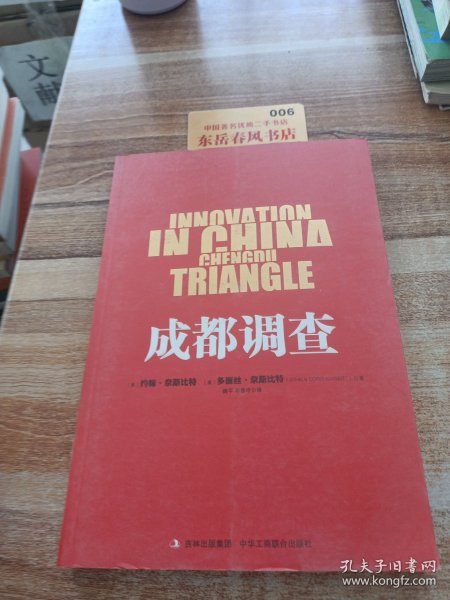 文献
006
中国著名优质二手书店
东岳春风书店
INNOVATION
IN CHINA
CHENGDU
TRIANGLE
成都调查
[美] 约翰·奈斯比特 [奥] 多丽丝·奈斯比特
吉林出版集团 中华工商联合出版社
孔夫子旧书网
www.kongfz.com